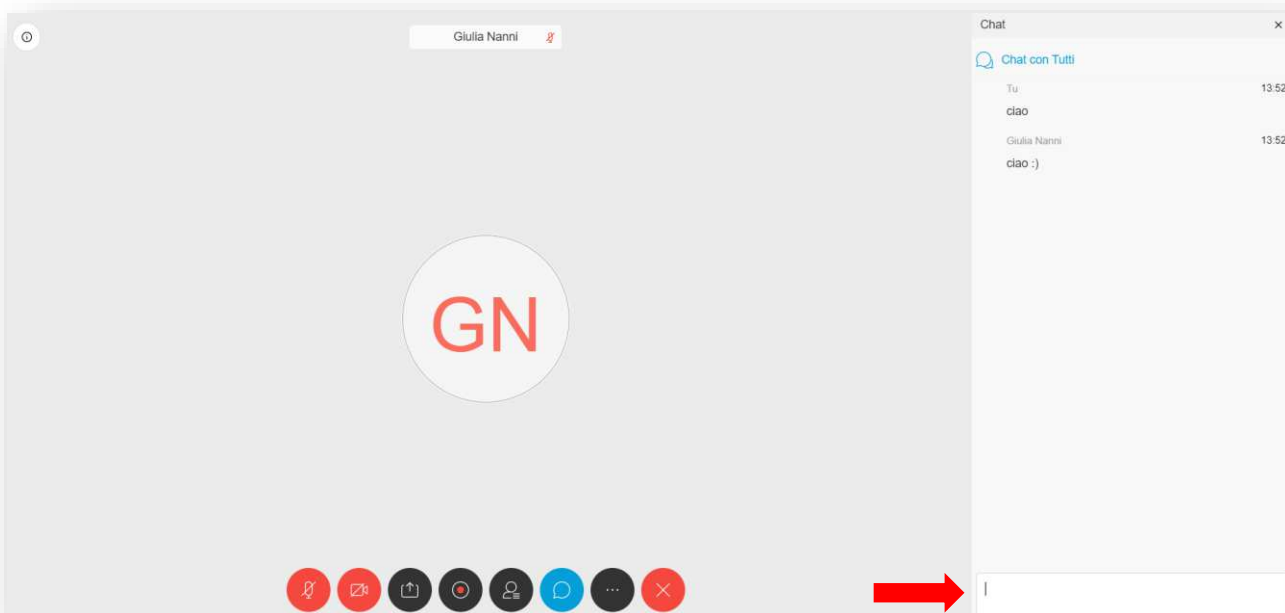 Giulia Nanni
GN
Chat
Chat con Tutti
Tu 13:52
ciao
Giulia Nanni 13:52
ciao :)